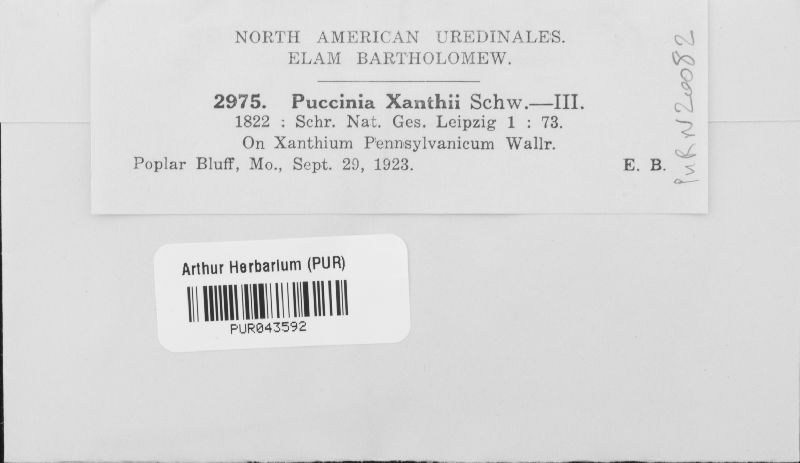 NORTH AMERICAN UREDINALES.
ELAM BARTHOLOMEW.
2975. Puccinia Xanthii Schw.—III.
1822 : Schr. Nat. Ges. Leipzig 1 : 73.
On Xanthium Pennsylvanicum Wallr.
Poplar Bluff, Mo., Sept. 29, 1923. E. B.
PUR N20082
Arthur Herbarium (PUR)
PUR043592